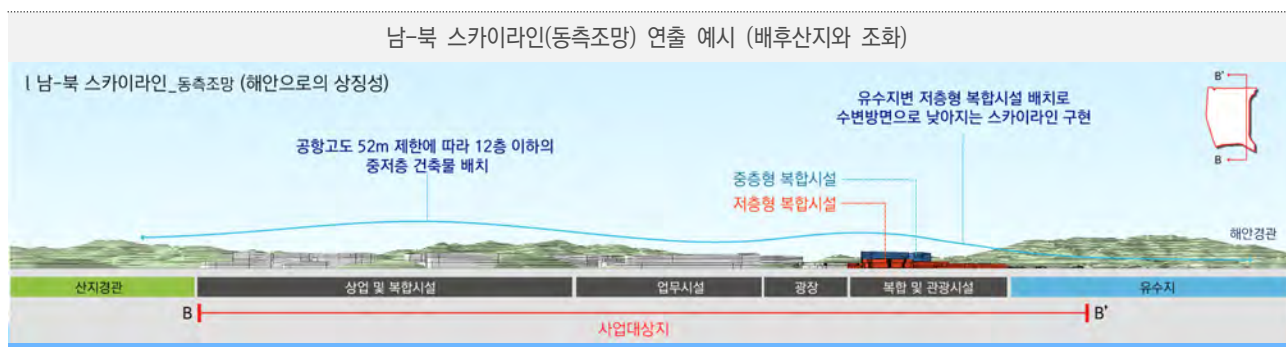 남-북 스카이라인(동측조망) 연출 예시 (배후산지와 조화)
l 남-북 스카이라인_동측조망 (해안으로의 상징성)
유수지변 저층형 복합시설 배치로
수변방면으로 낮아지는 스카이라인 구현
B'
B
공항고도 52m 제한에 따라 12층 이하의
중저층 건축물 배치
중층형 복합시설
저층형 복합시설
해안경관
산지경관 상업 및 복합시설 업무시설 광장 복합 및 관광시설 유수지
B B'
사업대상지